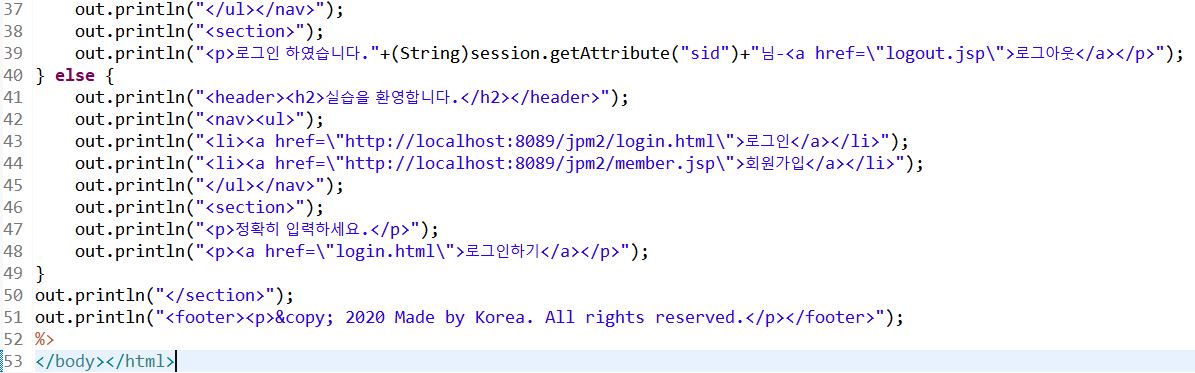 37 out.println("</ul></nav>");
38 out.println("<section>");
39 out.println("<p>로그인 하였습니다."+(String)session.getAttribute("sid")+"님-<a href=\"logout.jsp\">로그아웃</a></p>");
40 } else {
41 out.println("<header><h2>실습을 환영합니다.</h2></header>");
42 out.println("<nav><ul>");
43 out.println("<li><a href=\"http://localhost:8089/jpm2/login.html\">로그인</a></li>");
44 out.println("<li><a href=\"http://localhost:8089/jpm2/member.jsp\">회원가입</a></li>");
45 out.println("</ul></nav>");
46 out.println("<section>");
47 out.println("<p>정확히 입력하세요.</p>");
48 out.println("<p><a href=\"login.html\">로그인하기</a></p>");
49 }
50 out.println("</section>");
51 out.println("<footer><p>&copy; 2020 Made by Korea. All rights reserved.</p></footer>");
52 %>
53 </body></html>